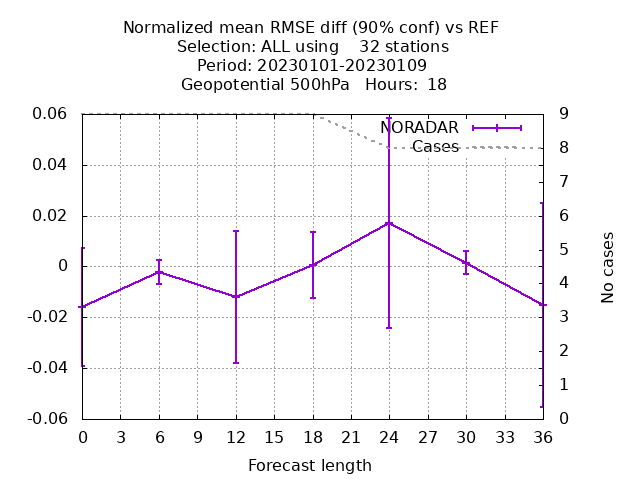 Normalized mean RMSE diff (90% conf) vs REF
Selection: ALL using    32 stations
Period: 20230101-20230109
Geopotential 500hPa   Hours:  18
0.06
0.04
0.02
0
-0.02
-0.04
-0.06
NORADAR
Cases
9
8
7
6
5
4
3
2
1
0
No cases
0 3 6 9 12 15 18 21 24 27 30 33 36
Forecast length